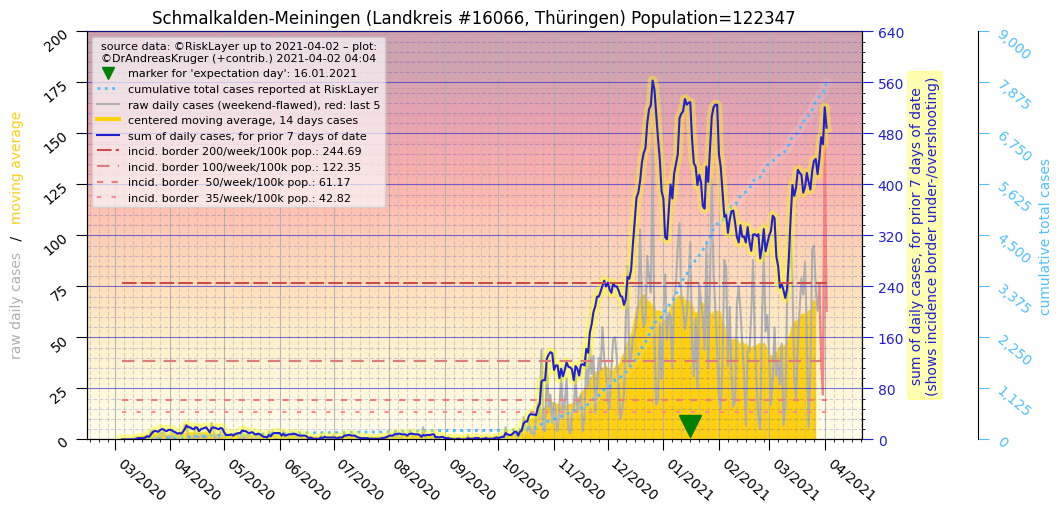 Schmalkalden-Meiningen (Landkreis #16066, Thüringen) Population=122347
source data: ©RiskLayer up to 2021-04-02 – plot:
©DrAndreasKruger (+contrib.) 2021-04-02 04:04
marker for 'expectation day': 16.01.2021
cumulative total cases reported at RiskLayer
raw daily cases (weekend-flawed), red: last 5
centered moving average, 14 days cases
sum of daily cases, for prior 7 days of date
incid. border 200/week/100k pop.: 244.69
incid. border 100/week/100k pop.: 122.35
incid. border  50/week/100k pop.: 61.17
incid. border  35/week/100k pop.: 42.82
raw daily cases / moving average
200
175
150
125
100
75
50
25
0
03/2020
04/2020
05/2020
06/2020
07/2020
08/2020
09/2020
10/2020
11/2020
12/2020
01/2021
02/2021
03/2021
04/2021
640
560
480
400
320
240
160
80
0
sum of daily cases, for prior 7 days of date
(shows incidence border under-/overshooting)
9,000
7,875
6,750
5,625
4,500
3,375
2,250
1,125
0
cumulative total cases